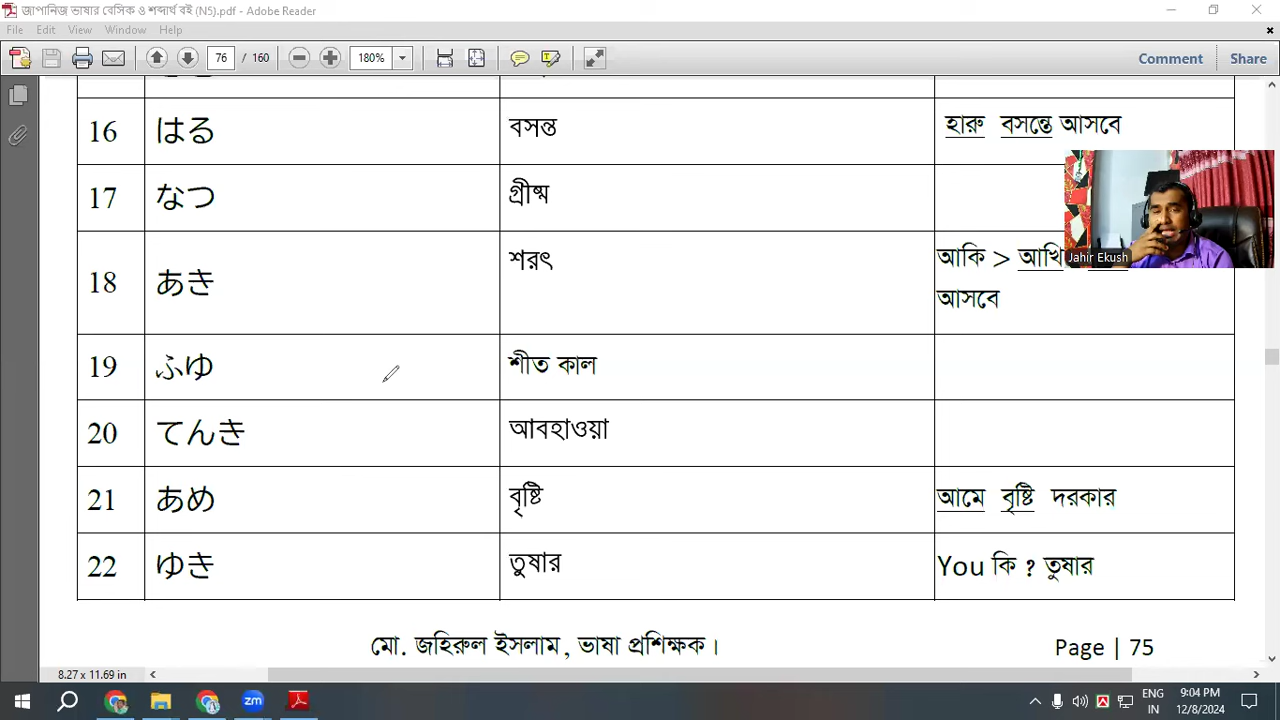 জাপানিজ ভাষার বেসিক ও শব্দার্থ বই (N5).pdf - Adobe Reader
File Edit View Window Help
76 / 160 180% Comment Share
16 はる বসন্ত হারু বসন্তে আসবে
17 なつ গ্রীষ্ম
18 あき শরৎ আকি > আখি
আসবে
Jahir Ekush
19 ふゆ শীত কাল
20 てんき আবহাওয়া
21 あめ বৃষ্টি আমে বৃষ্টি দরকার
22 ゆき তুষার You কি ? তুষার
মো. জহিরুল ইসলাম, ভাষা প্রশিক্ষক। Page | 75
8.27 x 11.69 in
zm ENG 9:04 PM
IN 12/8/2024